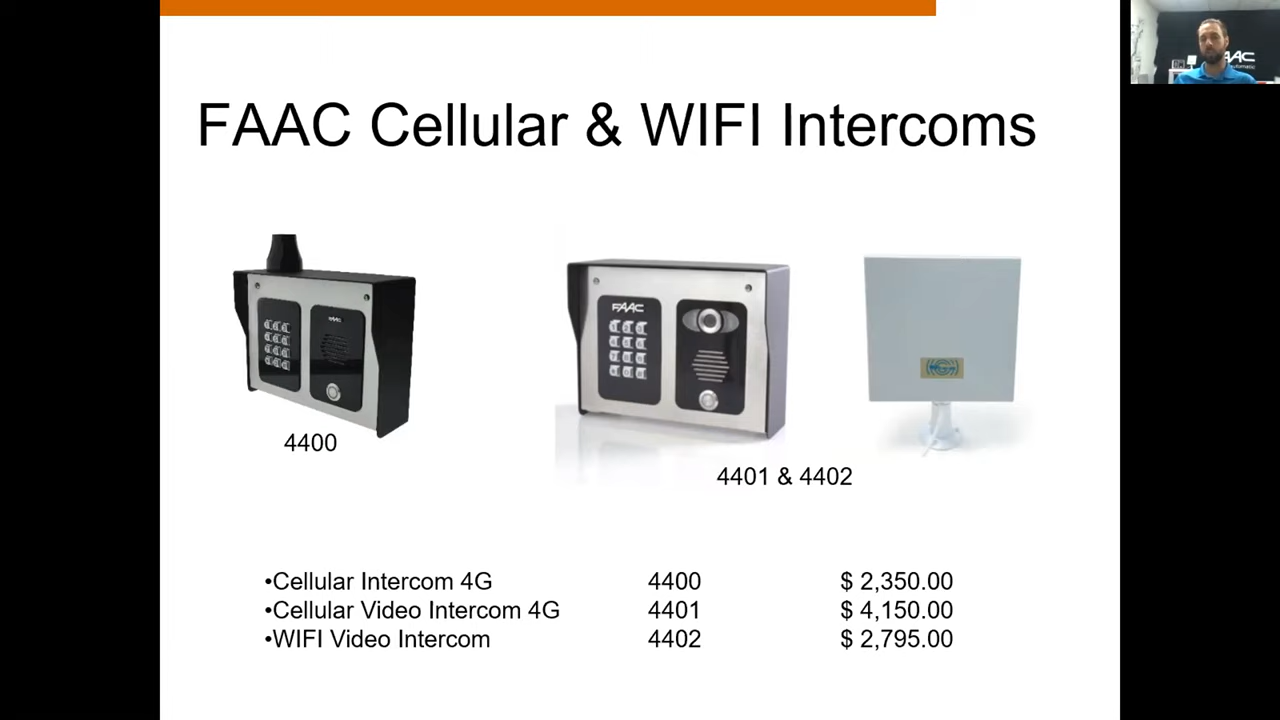 FAAC Cellular & WIFI Intercoms
FAAC
4400
4401 & 4402
•Cellular Intercom 4G 4400 $ 2,350.00
•Cellular Video Intercom 4G 4401 $ 4,150.00
•WIFI Video Intercom 4402 $ 2,795.00